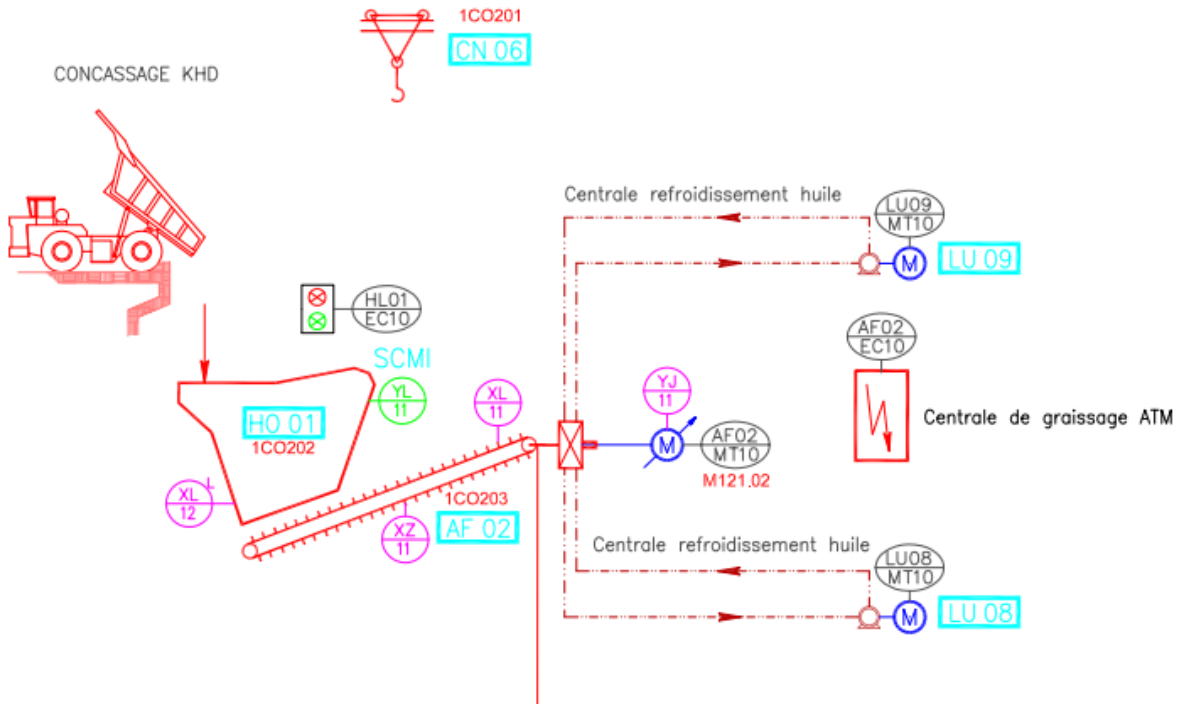 1CO201
CN 06
CONCASSAGE KHD
Centrale refroidissement huile
LU09
MT10
M
LU 09
HL01
EC10
AF02
EC10
SCMI
YL
11
XL
11
YJ
11
HO 01
1CO202
M
AF02
MT10
M121.02
Centrale de graissage ATM
XL
12
L
1CO203
XZ
11
AF 02
Centrale refroidissement huile
LU08
MT10
M
LU 08